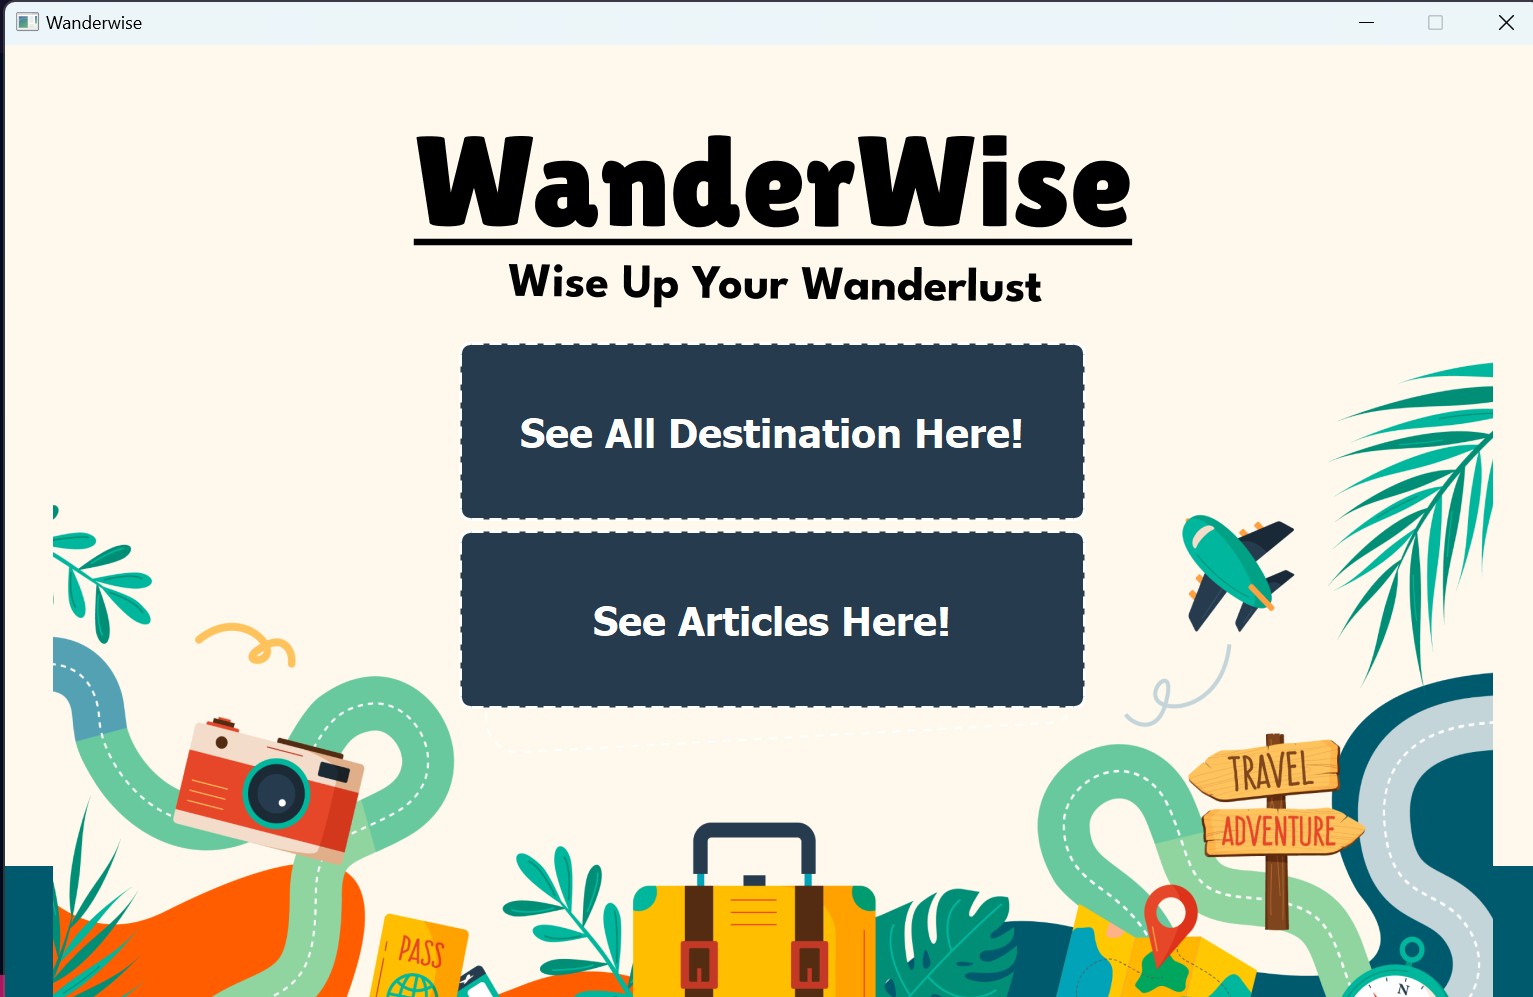 Wanderwise
WanderWise
Wise Up Your Wanderlust
See All Destination Here!
See Articles Here!
TRAVEL
ADVENTURE
PASS
N